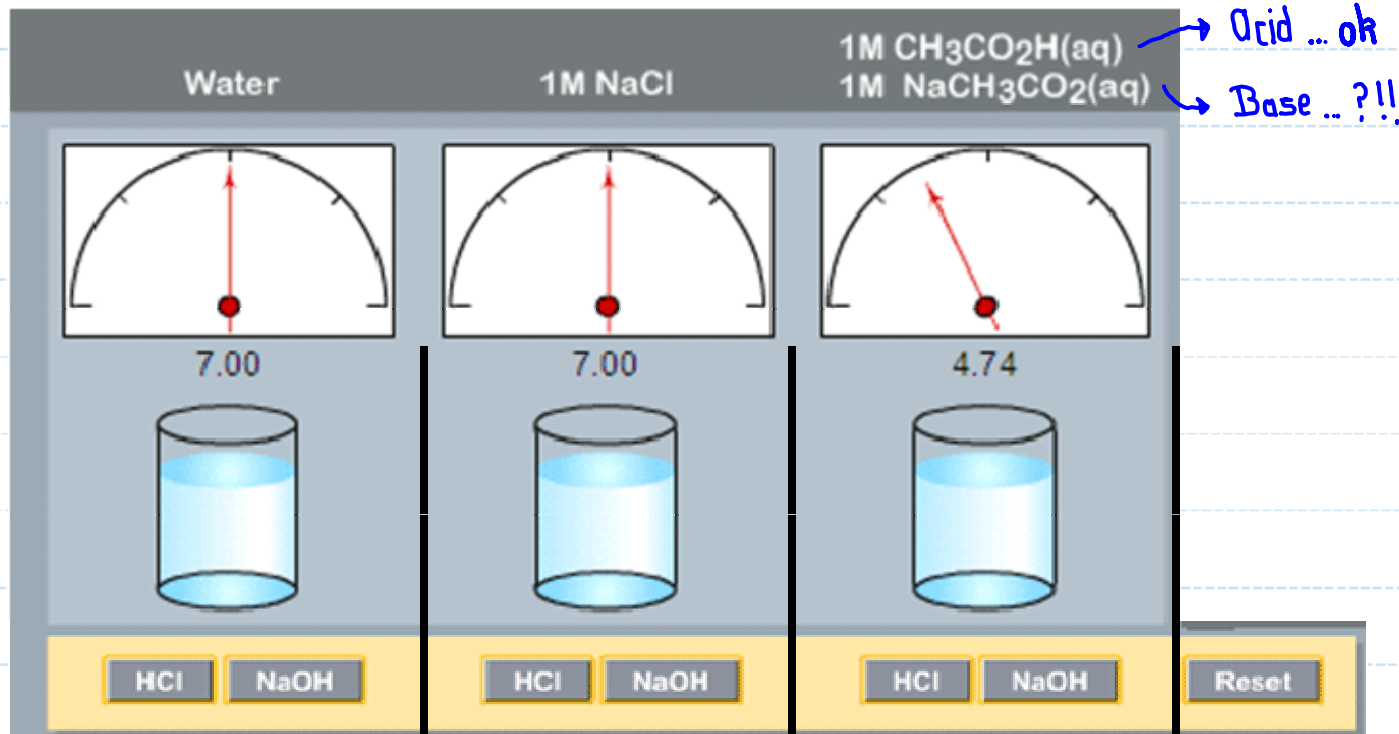 1M CH3CO2H(aq) acid ... ok
Water 1M NaCl 1M NaCH3CO2(aq) Base ... ?!!
7.00 7.00 4.74
HCl NaOH HCl NaOH HCl NaOH Reset